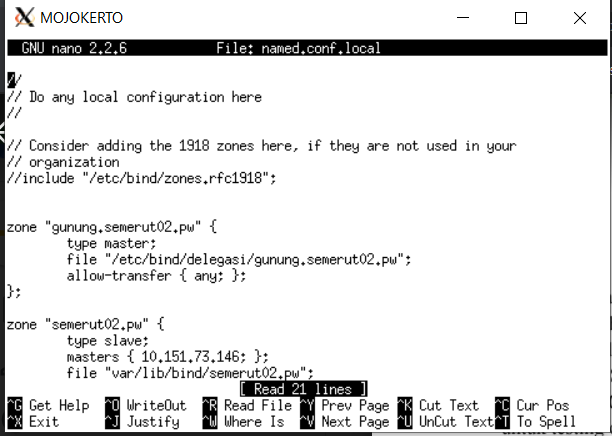 MOJOKERTO
GNU nano 2.2.6 File: named.conf.local
//
// Do any local configuration here
//
// Consider adding the 1918 zones here, if they are not used in your
// organization
//include "/etc/bind/zones.rfc1918";
zone "gunung.semerut02.pw" {
type master;
file "/etc/bind/delegasi/gunung.semerut02.pw";
allow-transfer { any; };
};
zone "semerut02.pw" {
type slave;
masters { 10.151.73.146; };
file "var/lib/bind/semerut02.pw";
[ Read 21 lines ]
^G Get Help ^O WriteOut ^R Read File ^Y Prev Page ^K Cut Text ^C Cur Pos
^X Exit ^J Justify ^W Where Is ^V Next Page ^U UnCut Text ^T To Spell